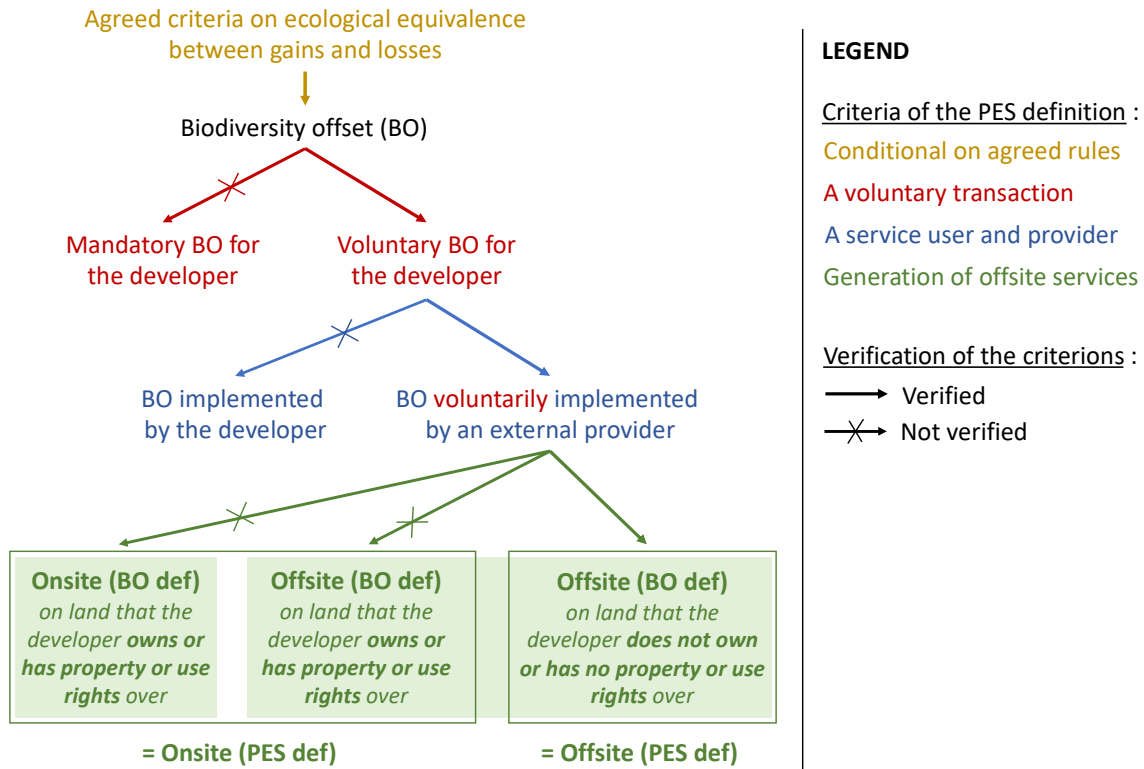 Agreed criteria on ecological equivalence
between gains and losses
Biodiversity offset (BO)
Mandatory BO for
the developer
Voluntary BO for
the developer
BO implemented
by the developer
BO voluntarily implemented
by an external provider
Onsite (BO def)
on land that the
developer owns or
has property or use
rights over
Offsite (BO def)
on land that the
developer owns or
has property or use
rights over
Offsite (BO def)
on land that the
developer does not own
or has no property or use
rights over
= Onsite (PES def)
= Offsite (PES def)
LEGEND
Criteria of the PES definition :
Conditional on agreed rules
A voluntary transaction
A service user and provider
Generation of offsite services
Verification of the criterions :
Verified
Not verified